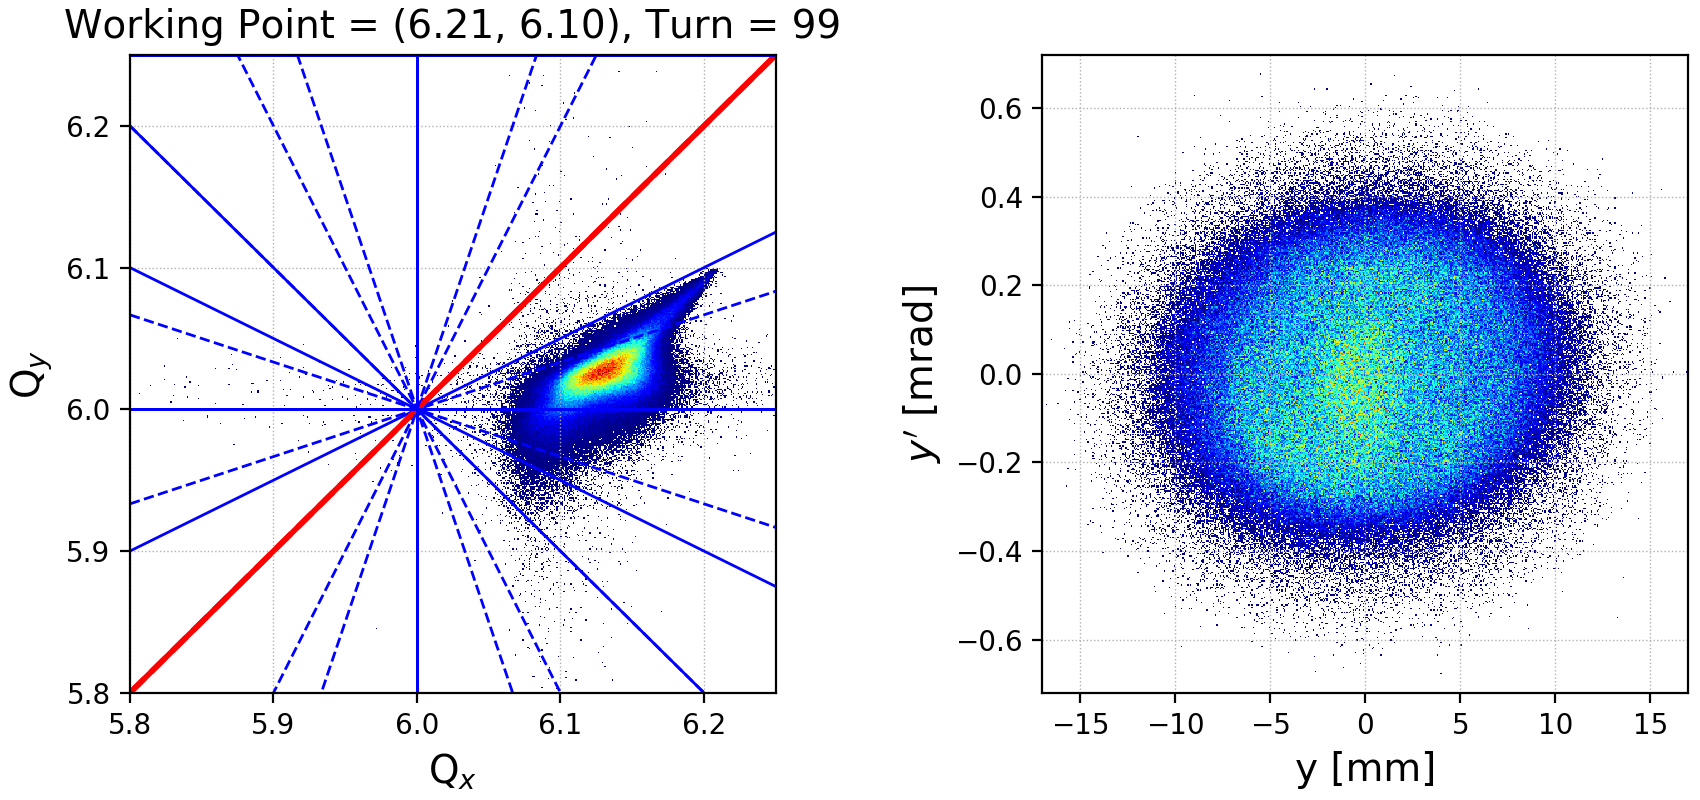 Working Point = (6.21, 6.10), Turn = 99
6.2
6.1
6.0
5.9
5.8
Qy
5.8 5.9 6.0 6.1 6.2
Qx
0.6
0.4
0.2
0.0
−0.2
−0.4
−0.6
y′ [mrad]
−15 −10 −5 0 5 10 15
y [mm]